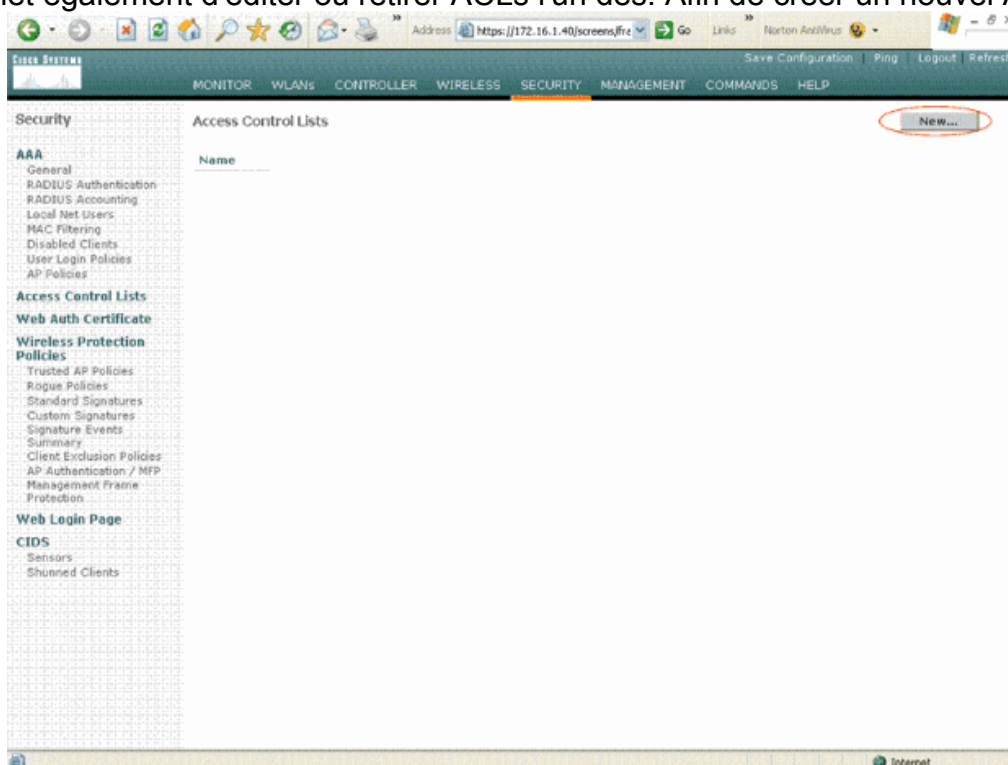 et également d'éditer ou retirer ACLs l'un des. Afin de créer un nouvel A
Address https://172.16.1.40/screens/fra Go Links Norton AntiVirus
Save Configuration Ping Logout Refresh
CISCO SYSTEMS
MONITOR WLANs CONTROLLER WIRELESS SECURITY MANAGEMENT COMMANDS HELP
Security
Access Control Lists
New...
Name
AAA
General
RADIUS Authentication
RADIUS Accounting
Local Net Users
MAC Filtering
Disabled Clients
User Login Policies
AP Policies
Access Control Lists
Web Auth Certificate
Wireless Protection
Policies
Trusted AP Policies
Rogue Policies
Standard Signatures
Custom Signatures
Signature Events
Summary
Client Exclusion Policies
AP Authentication / MFP
Management Frame
Protection
Web Login Page
CIDS
Sensors
Shunned Clients
Internet